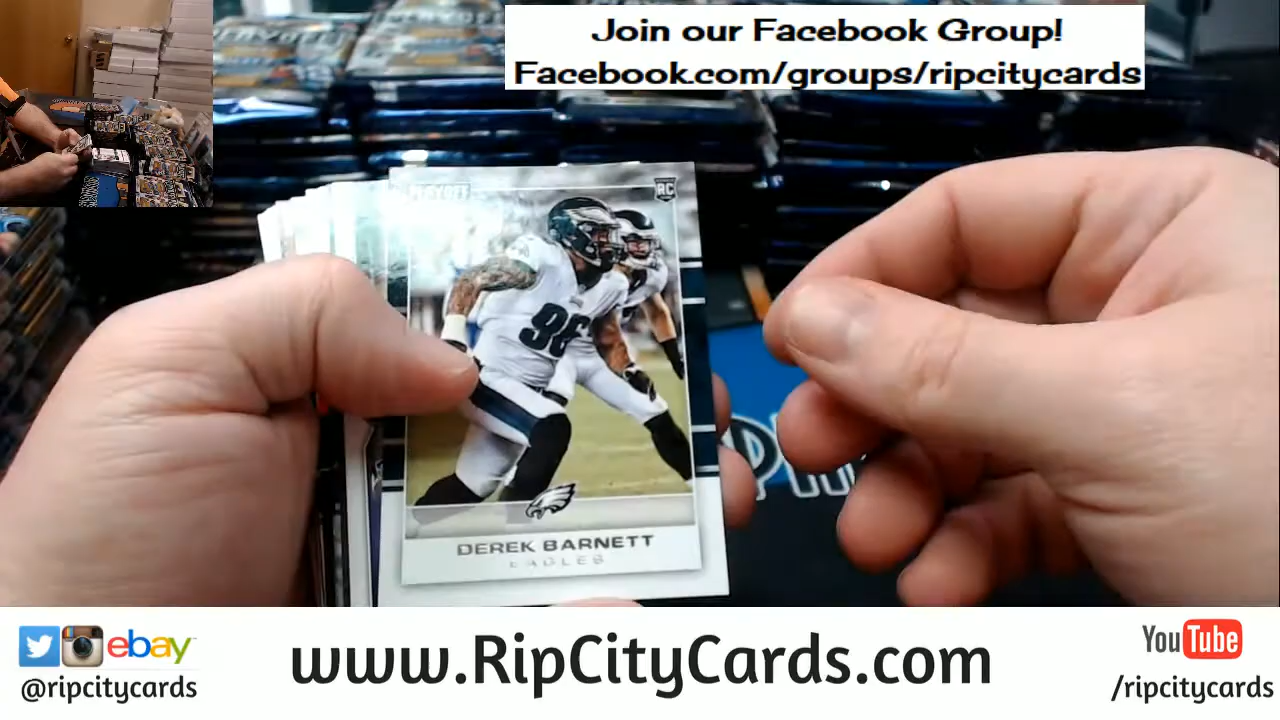 Join our Facebook Group!
Facebook.com/groups/ripcitycards
PLAYOFF
RC
96
DEREK BARNETT
EAGLES
ebay
@ripcitycards
www.RipCityCards.com
YouTube
/ripcitycards